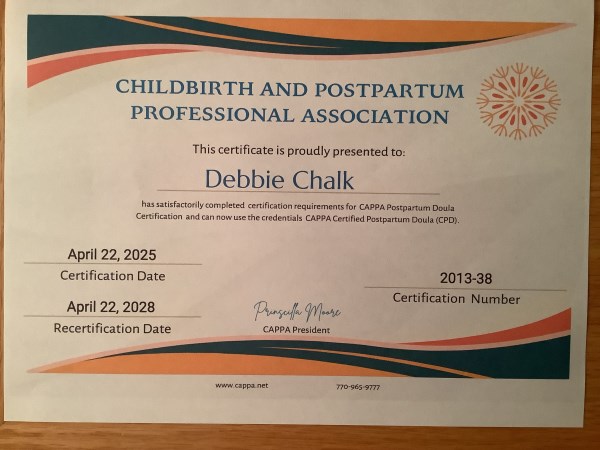 CHILDBIRTH AND POSTPARTUM
PROFESSIONAL ASSOCIATION
This certificate is proudly presented to:
Debbie Chalk
has satisfactorily completed certification requirements for CAPPA Postpartum Doula
Certification and can now use the credentials CAPPA Certified Postpartum Doula (CPD).
April 22, 2025
Certification Date
2013-38
Certification Number
April 22, 2028
Recertification Date
Prinscilla Moore
CAPPA President
www.cappa.net 770-965-9777